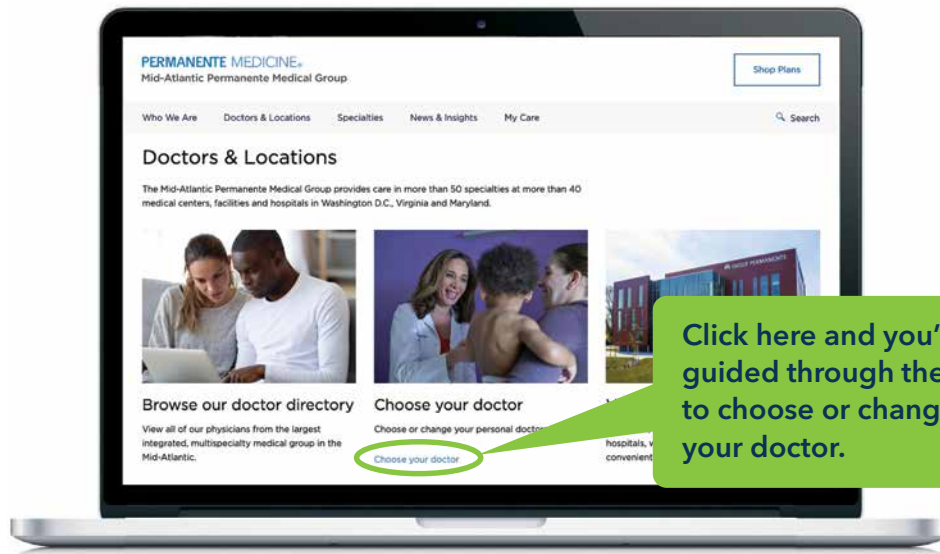 PERMANENTE MEDICINE®
Mid-Atlantic Permanente Medical Group
Shop Plans
Who We Are Doctors & Locations Specialties News & Insights My Care Search
Doctors & Locations
The Mid-Atlantic Permanente Medical Group provides care in more than 50 specialties at more than 40
medical centers, facilities and hospitals in Washington D.C., Virginia and Maryland.
KAISER PERMANENTE
Browse our doctor directory
View all of our physicians from the largest
integrated, multispecialty medical group in the
Mid-Atlantic.
Choose your doctor
Choose or change your personal doctor
Choose your doctor
hospitals,
convenient
Click here and you'
guided through the
to choose or chang
your doctor.